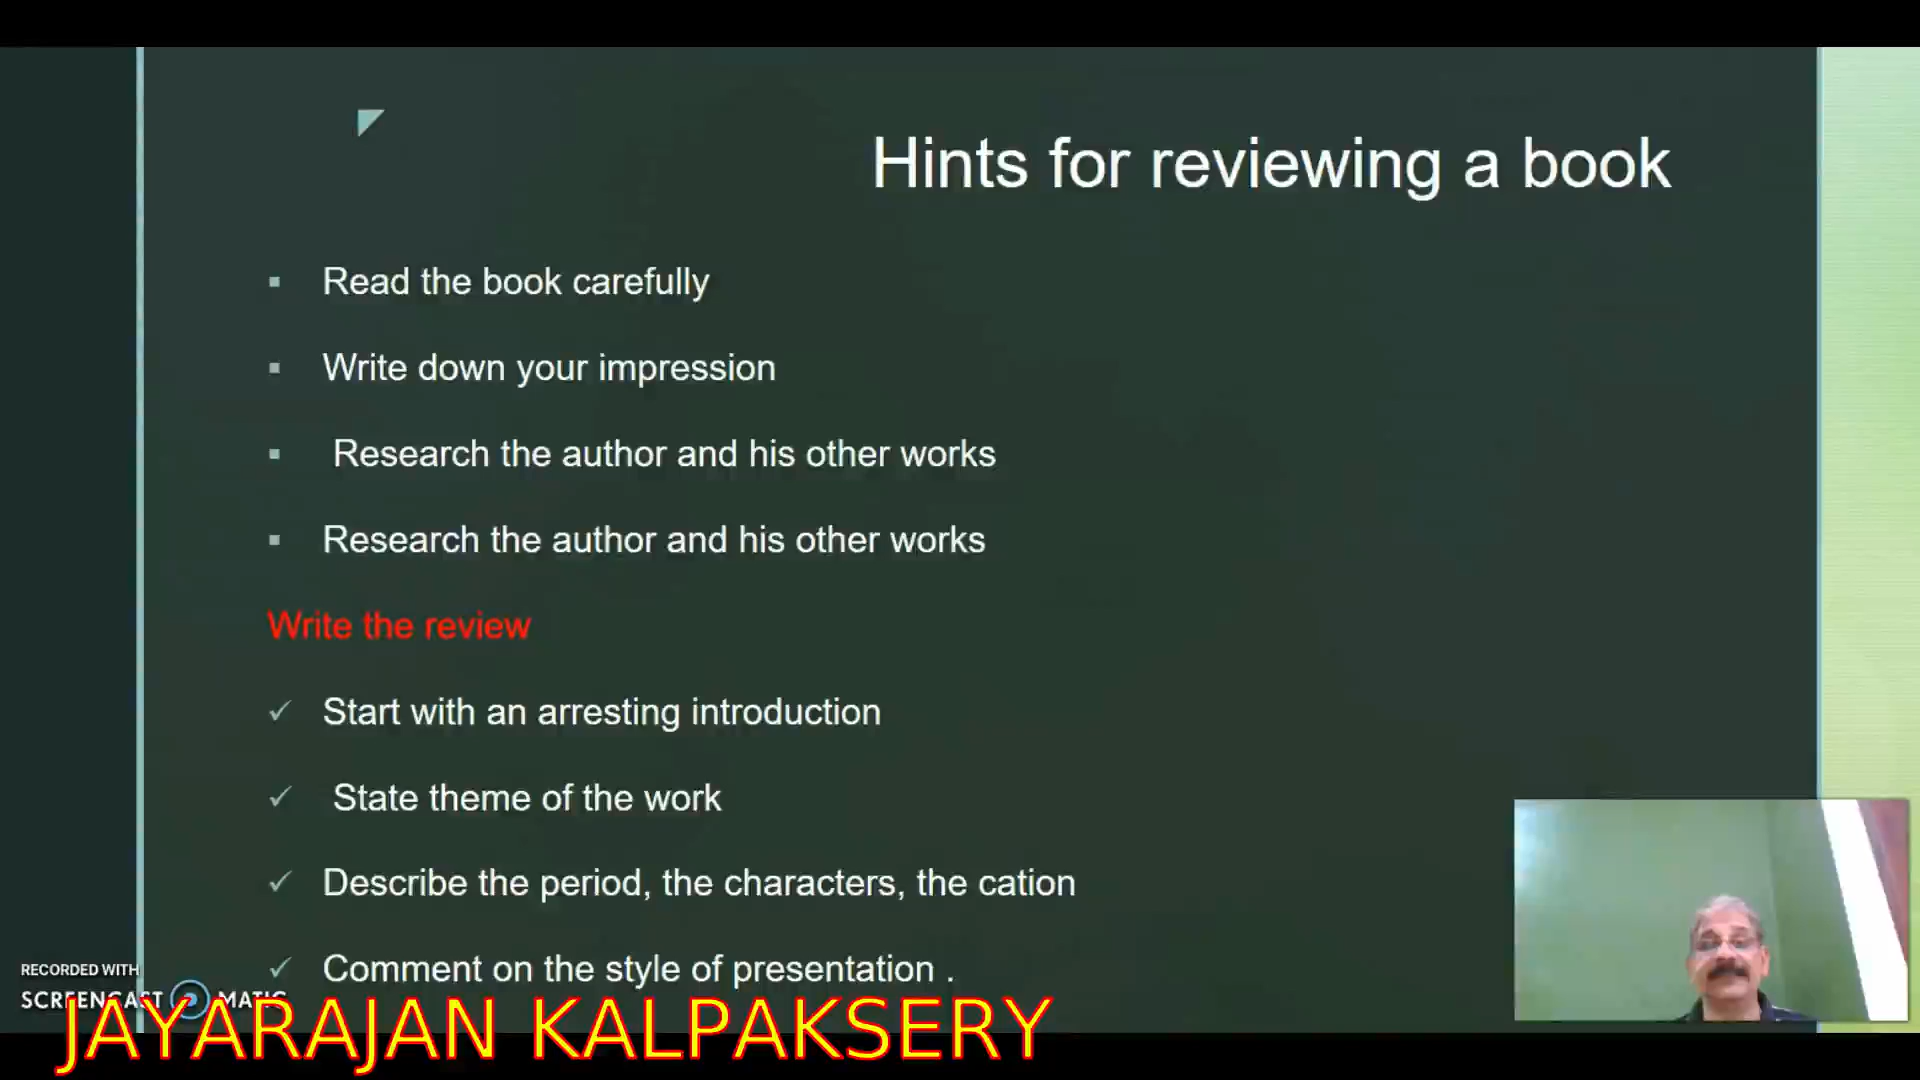 Hints for reviewing a book
Read the book carefully
Write down your impression
Research the author and his other works
Research the author and his other works
Write the review
Start with an arresting introduction
State theme of the work
Describe the period, the characters, the cation
Comment on the style of presentation .
RECORDED WITH
SCREENCAST MATIC
JAYARAJAN KALPAKSERY